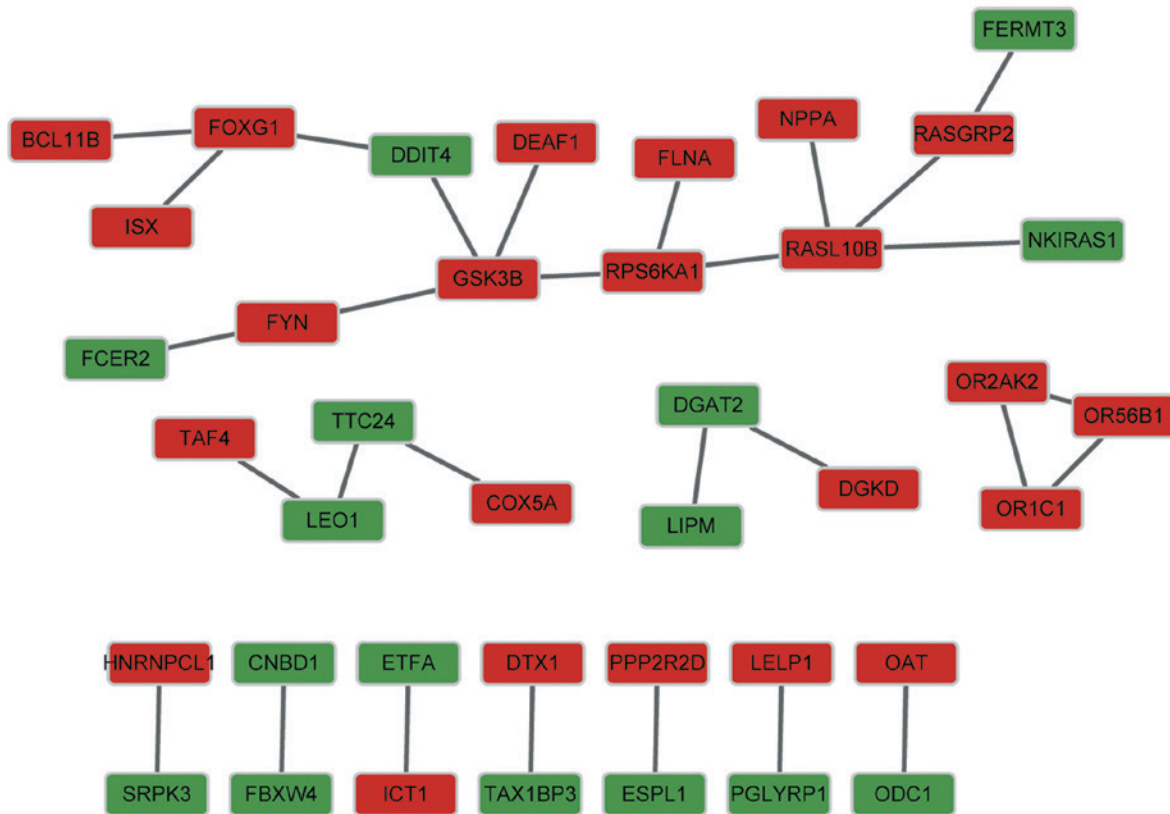 FERMT3
BCL11B
FOXG1
DDIT4
DEAF1
FLNA
NPPA
RASGRP2
ISX
GSK3B
RPS6KA1
RASL10B
NKIRAS1
FYN
FCER2
TAF4
TTC24
LEO1
COX5A
DGAT2
LIPM
DGKD
OR2AK2
OR56B1
OR1C1
HNRNPCL1
CNBD1
ETFA
DTX1
PPP2R2D
LELP1
OAT
SRPK3
FBXW4
ICT1
TAX1BP3
ESPL1
PGLYRP1
ODC1